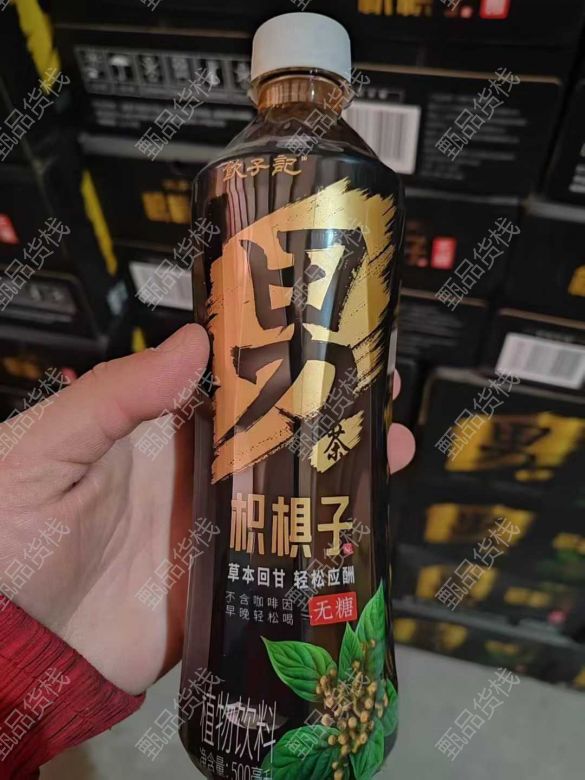 饮子記
男
茶
枳椇子
草本回甘 轻松应酬
不含咖啡因
早晚轻松喝
无糖
植物饮料
净含量:500毫升
甄品货栈